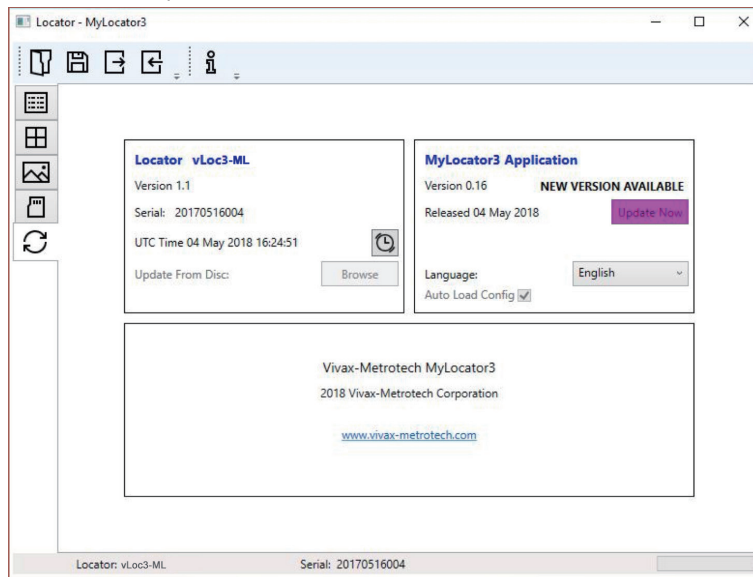 Locator - MyLocator3
Locator vLoc3-ML
Version 1.1
Serial: 20170516004
UTC Time 04 May 2018 16:24:51
Update From Disc:
Browse
MyLocator3 Application
Version 0.16
NEW VERSION AVAILABLE
Released 04 May 2018
Update Now
Language:
English
Auto Load Config
Vivax-Metrotech MyLocator3
2018 Vivax-Metrotech Corporation
www.vivax-metrotech.com
Locator: vLoc3-ML
Serial: 20170516004